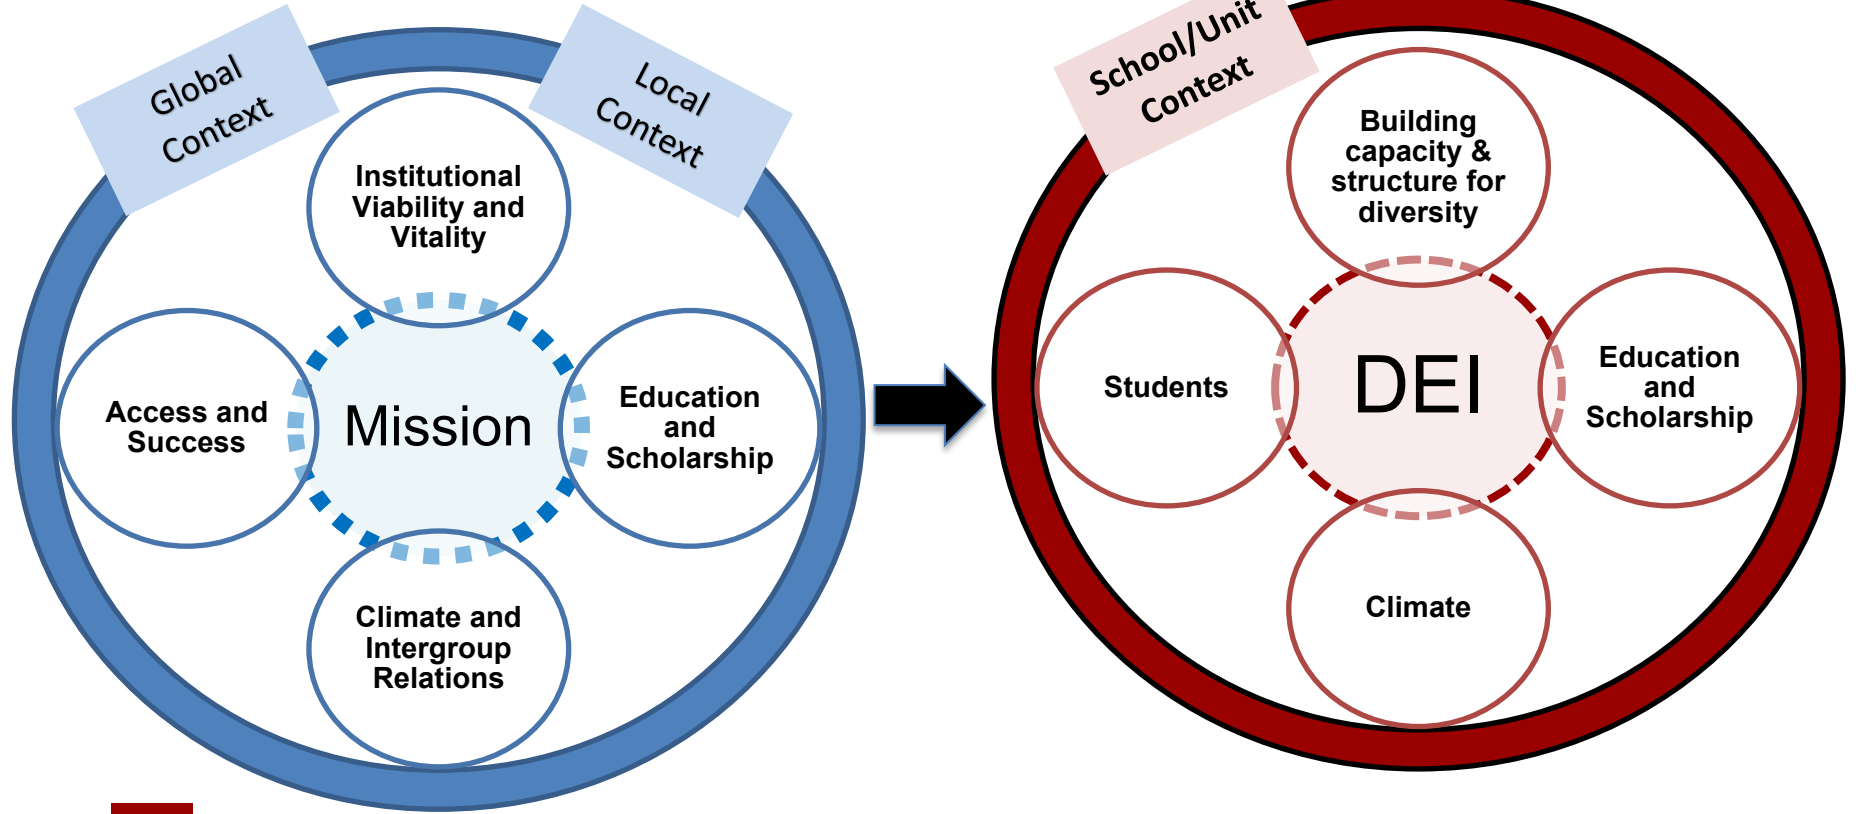 Global
Context
Local
Context
Institutional
Viability and
Vitality
Access and
Success
Mission
Education
and
Scholarship
Climate and
Intergroup
Relations
School/Unit
Context
Building
capacity &
structure for
diversity
Students
DEI
Education
and
Scholarship
Climate